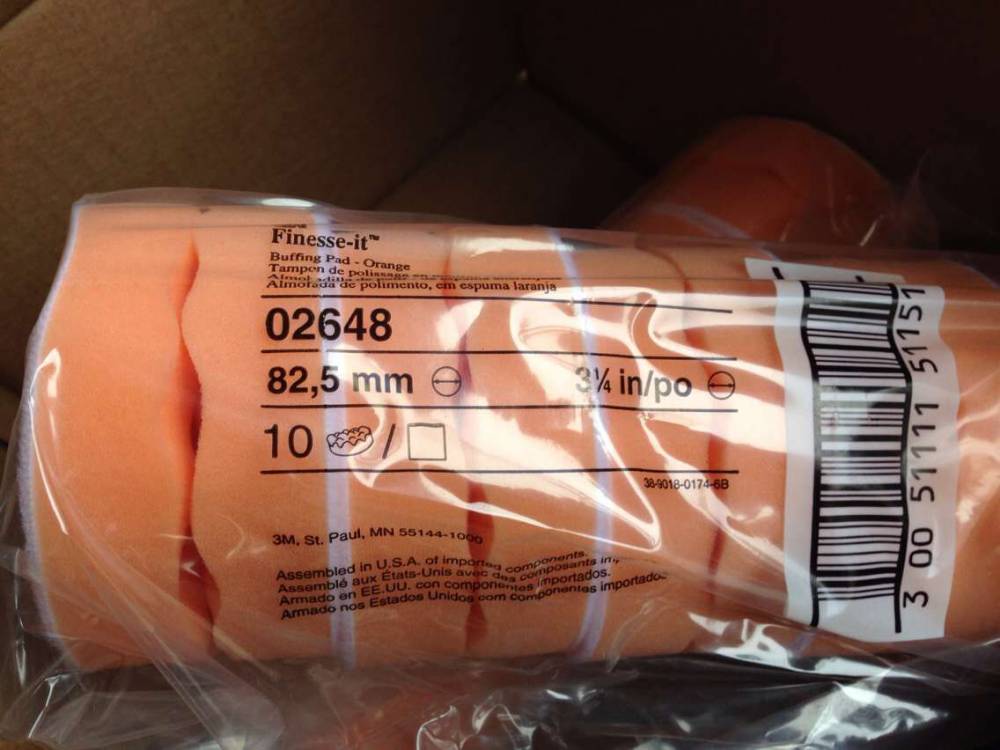 Finesse-it™
Buffing Pad - Orange
Tampon de polissage en
Almofada de polimento, em espuma laranja
02648
82,5 mm
3¼ in/po
10 /
38-9018-0174-6B
3M, St. Paul, MN 55144-1000
Assembled in U.S.A. of imported components.
Assemblé aux États-Unis avec des composants im
Armado en EE.UU. con componentes importados.
Armado nos Estados Unidos com componentes importado
3 00 51111 51151